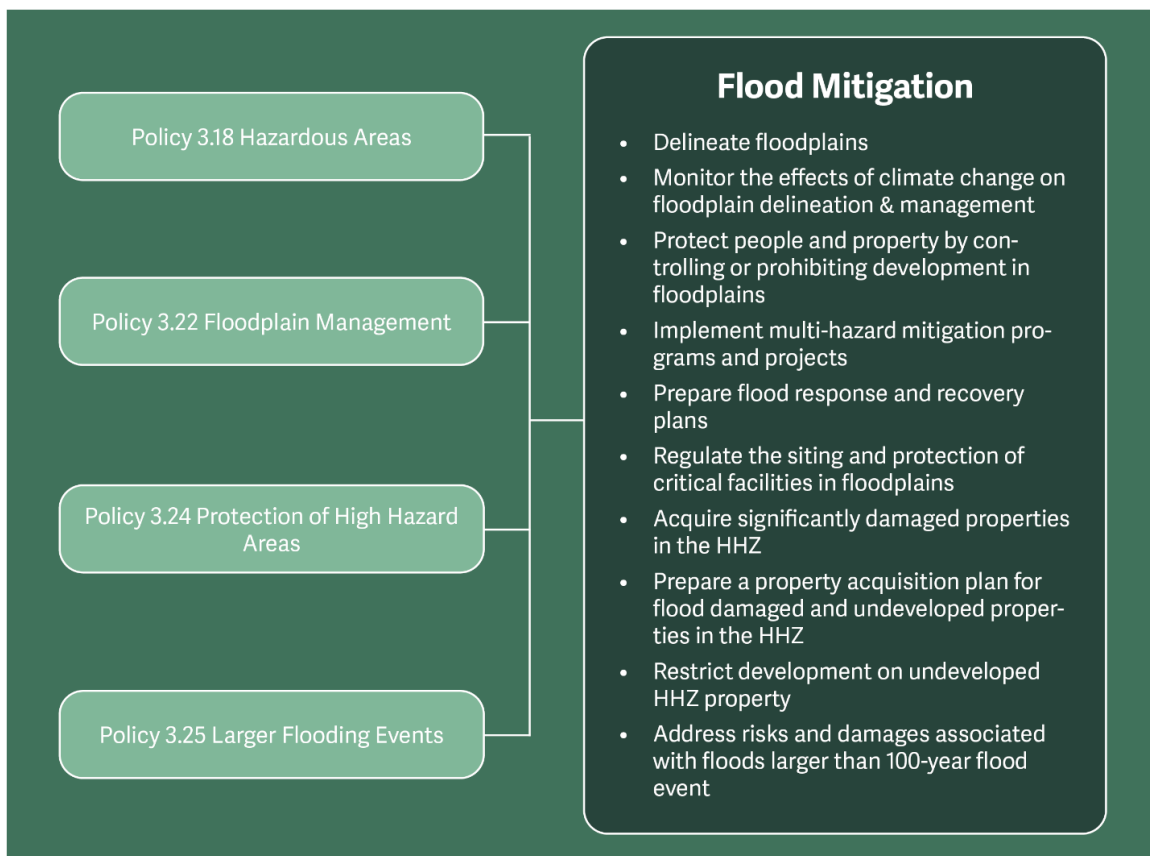 Policy 3.18 Hazardous Areas
Policy 3.22 Floodplain Management
Policy 3.24 Protection of High Hazard
Areas
Policy 3.25 Larger Flooding Events
Flood Mitigation
• Delineate floodplains
• Monitor the effects of climate change on
floodplain delineation & management
• Protect people and property by con-
trolling or prohibiting development in
floodplains
• Implement multi-hazard mitigation pro-
grams and projects
• Prepare flood response and recovery
plans
• Regulate the siting and protection of
critical facilities in floodplains
• Acquire significantly damaged properties
in the HHZ
• Prepare a property acquisition plan for
flood damaged and undeveloped proper-
ties in the HHZ
• Restrict development on undeveloped
HHZ property
• Address risks and damages associated
with floods larger than 100-year flood
event